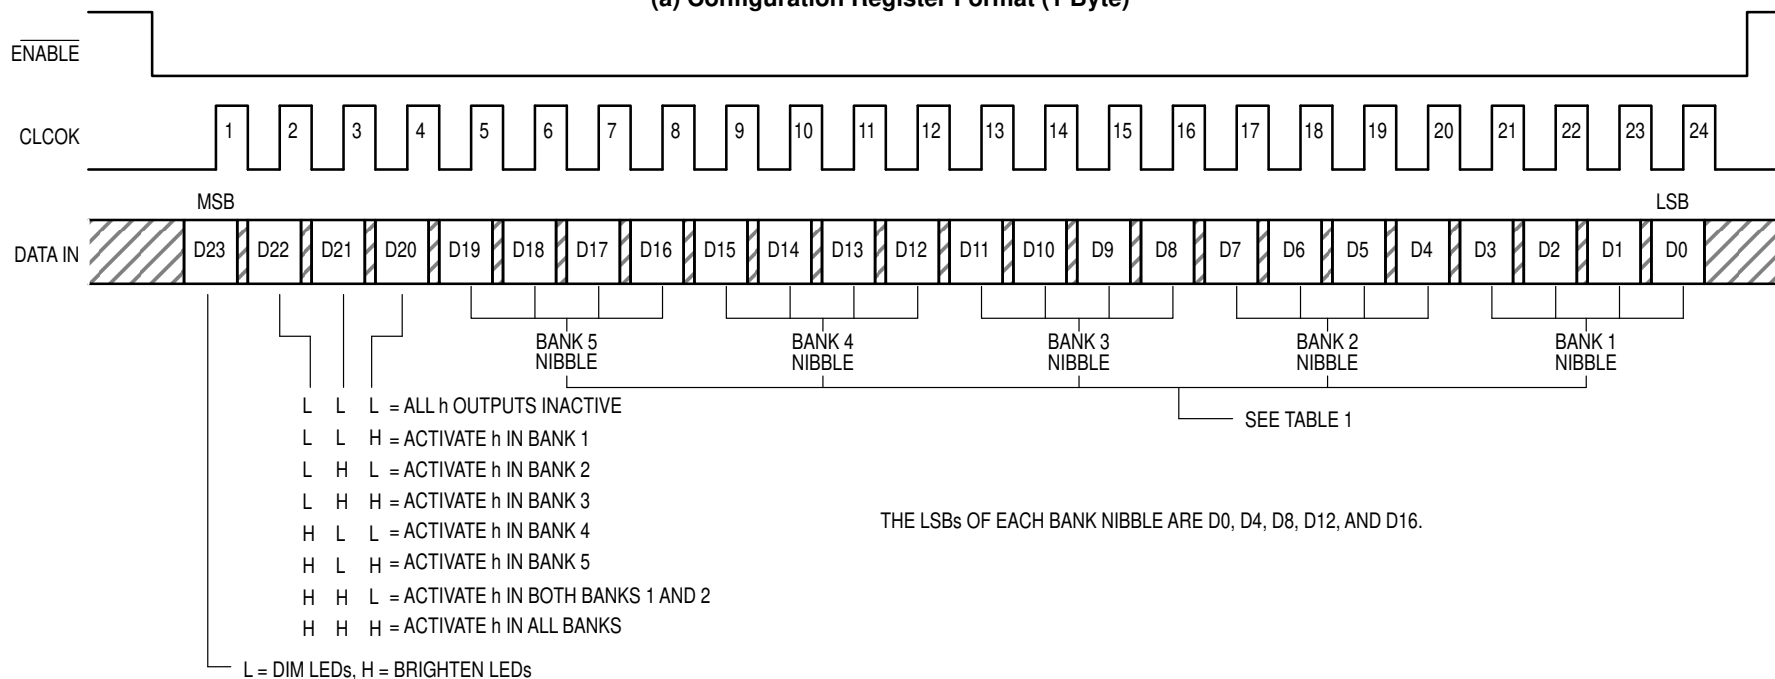 (a) Configuration Register Format (1 Byte)
ENABLE
CLCOK
1 2 3 4 5 6 7 8 9 10 11 12 13 14 15 16 17 18 19 20 21 22 23 24
MSB LSB
DATA IN
D23 D22 D21 D20 D19 D18 D17 D16 D15 D14 D13 D12 D11 D10 D9 D8 D7 D6 D5 D4 D3 D2 D1 D0
BANK 5
NIBBLE
BANK 4
NIBBLE
BANK 3
NIBBLE
BANK 2
NIBBLE
BANK 1
NIBBLE
L L L = ALL h OUTPUTS INACTIVE
L L H = ACTIVATE h IN BANK 1
L H L = ACTIVATE h IN BANK 2
L H H = ACTIVATE h IN BANK 3
H L L = ACTIVATE h IN BANK 4
H L H = ACTIVATE h IN BANK 5
H H L = ACTIVATE h IN BOTH BANKS 1 AND 2
H H H = ACTIVATE h IN ALL BANKS
L = DIM LEDs, H = BRIGHTEN LEDs
SEE TABLE 1
THE LSBs OF EACH BANK NIBBLE ARE D0, D4, D8, D12, AND D16.